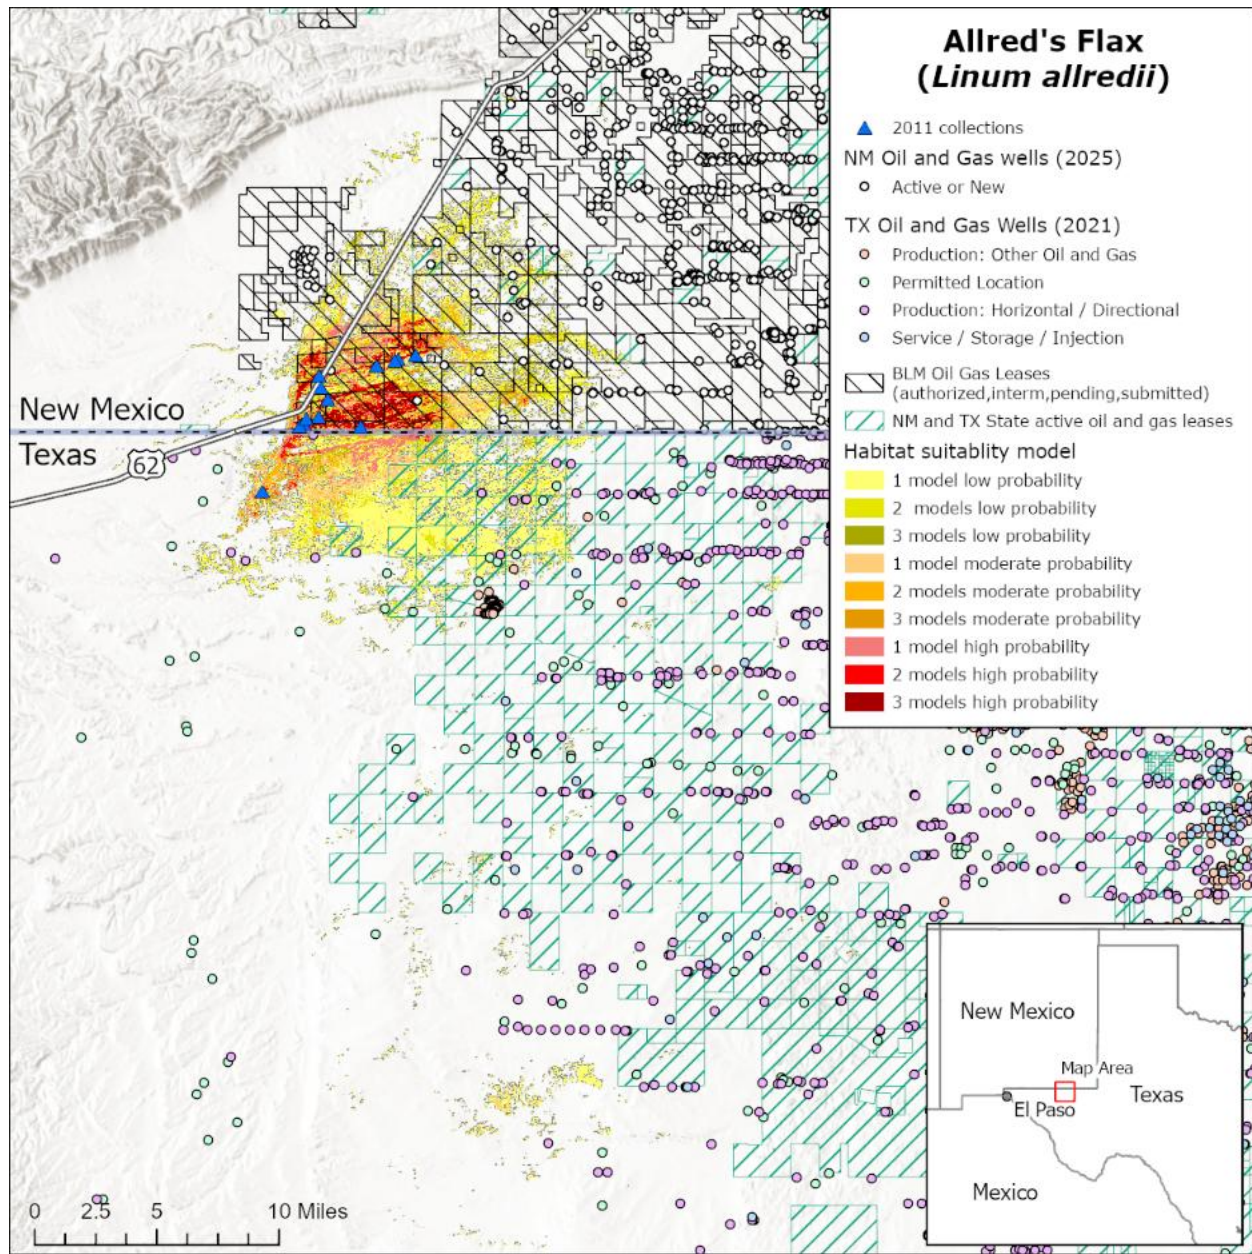 Allred's Flax
(Linum allredii)
2011 collections
NM Oil and Gas wells (2025)
Active or New
TX Oil and Gas Wells (2021)
Production: Other Oil and Gas
Permitted Location
Production: Horizontal / Directional
Service / Storage / Injection
BLM Oil Gas Leases
(authorized,interm,pending,submitted)
NM and TX State active oil and gas leases
Habitat suitablity model
1 model low probability
2 models low probability
3 models low probability
1 model moderate probability
2 models moderate probability
3 models moderate probability
1 model high probability
2 models high probability
3 models high probability
New Mexico
Texas
62
New Mexico
Map Area
Texas
El Paso
Mexico
0 2.5 5 10 Miles